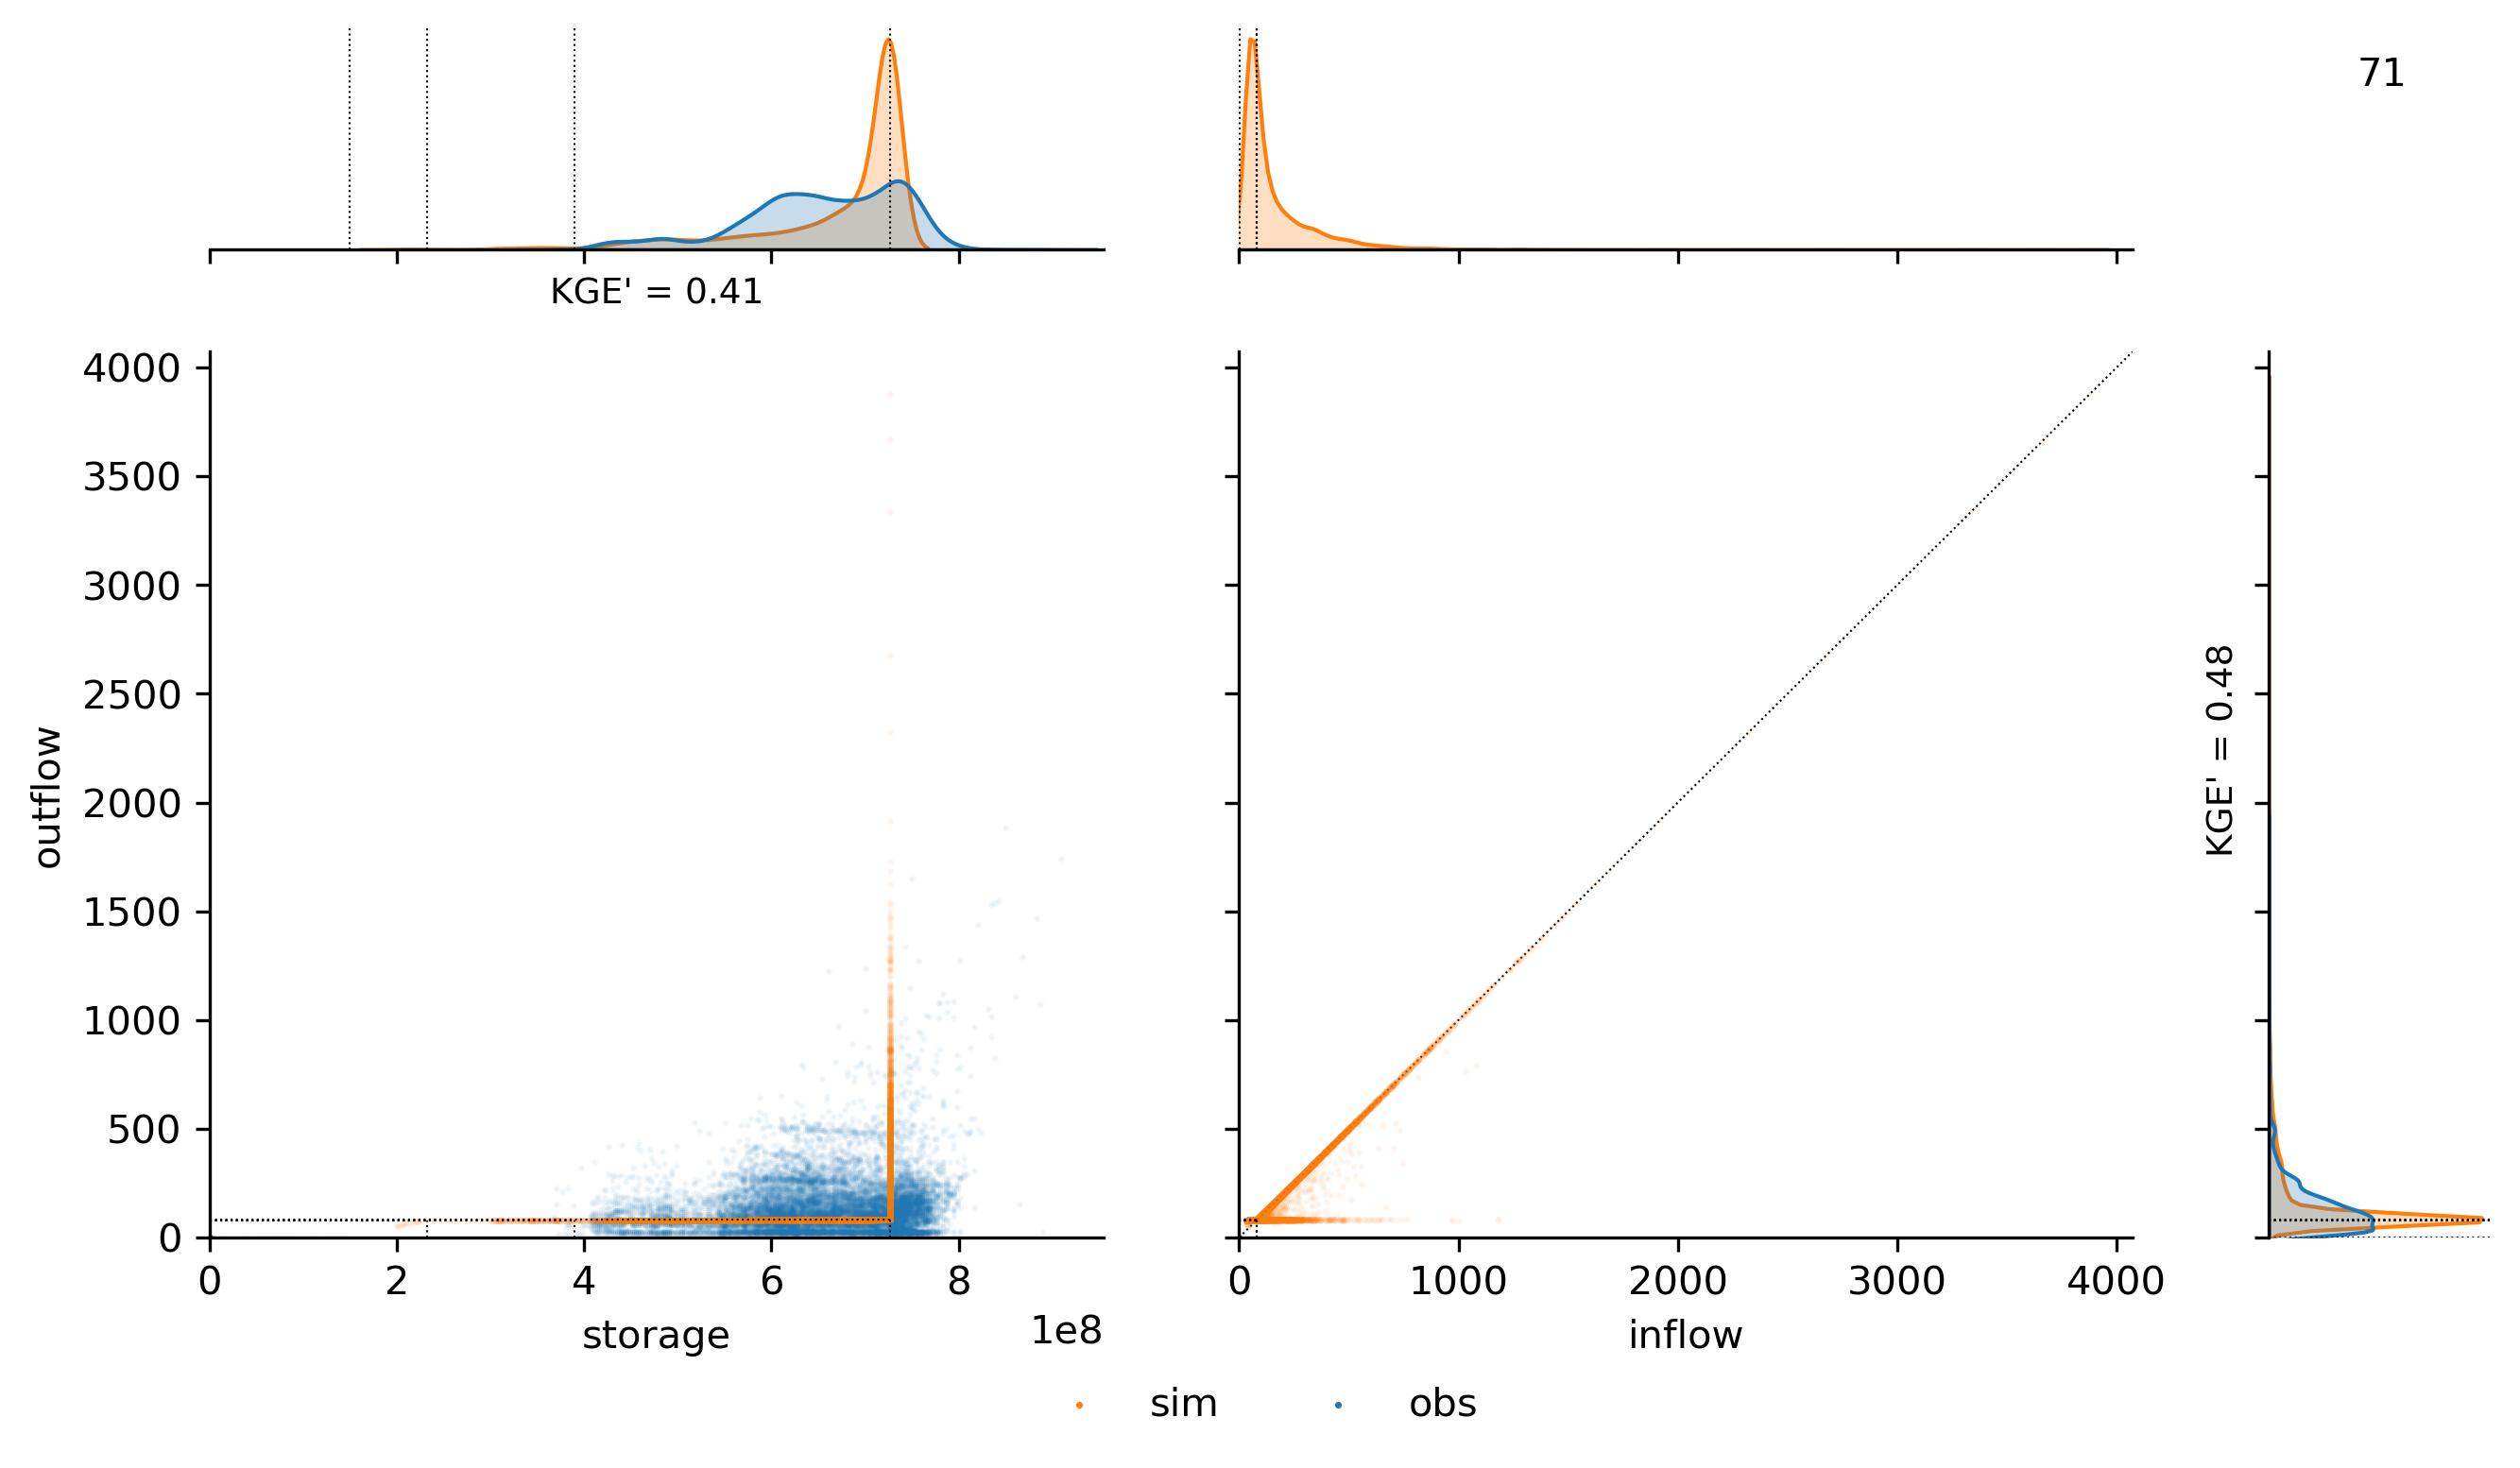 71
KGE' = 0.41
4000
3500
3000
2500
2000
1500
1000
500
0
outflow
0 2 4 6 8
storage
1e8
0 1000 2000 3000 4000
inflow
KGE' = 0.48
sim obs